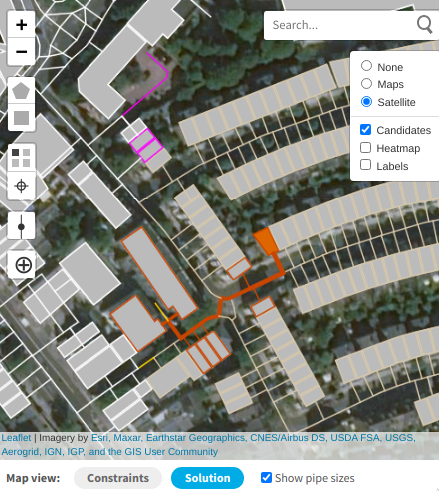 +
Search...
−
None
Maps
Satellite
Candidates
Heatmap
Labels
Leaflet | Imagery by Esri, Maxar, Earthstar Geographics, CNES/Airbus DS, USDA FSA, USGS,
Aerogrid, IGN, IGP, and the GIS User Community
Map view: Constraints Solution Show pipe sizes